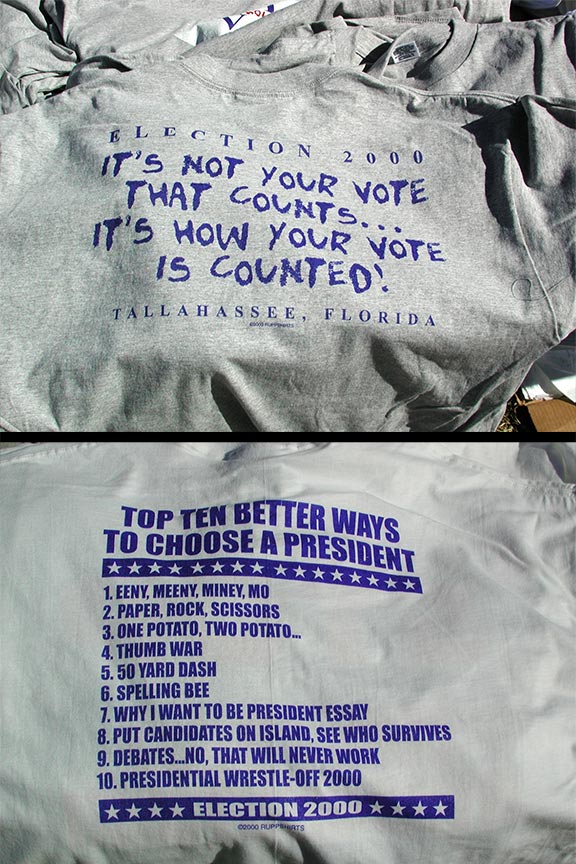 ELECTION 2000
IT'S NOT YOUR VOTE
THAT COUNTS...
IT'S HOW YOUR VOTE
IS COUNTED!
TALLAHASSEE, FLORIDA
©2000 RUPPSHIRTS
TOP TEN BETTER WAYS
TO CHOOSE A PRESIDENT
1. EENY, MEENY, MINEY, MO
2. PAPER, ROCK, SCISSORS
3. ONE POTATO, TWO POTATO...
4. THUMB WAR
5. 50 YARD DASH
6. SPELLING BEE
7. WHY I WANT TO BE PRESIDENT ESSAY
8. PUT CANDIDATES ON ISLAND, SEE WHO SURVIVES
9. DEBATES...NO, THAT WILL NEVER WORK
10. PRESIDENTIAL WRESTLE-OFF 2000
ELECTION 2000
©2000 RUPPSHIRTS